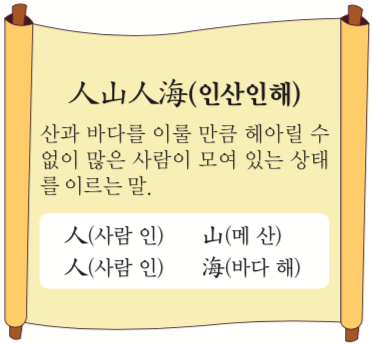 人山人海(인산인해)
산과 바다를 이룰 만큼 헤아릴 수
없이 많은 사람이 모여 있는 상태
를 이르는 말.
人(사람 인) 山(메 산)
人(사람 인) 海(바다 해)